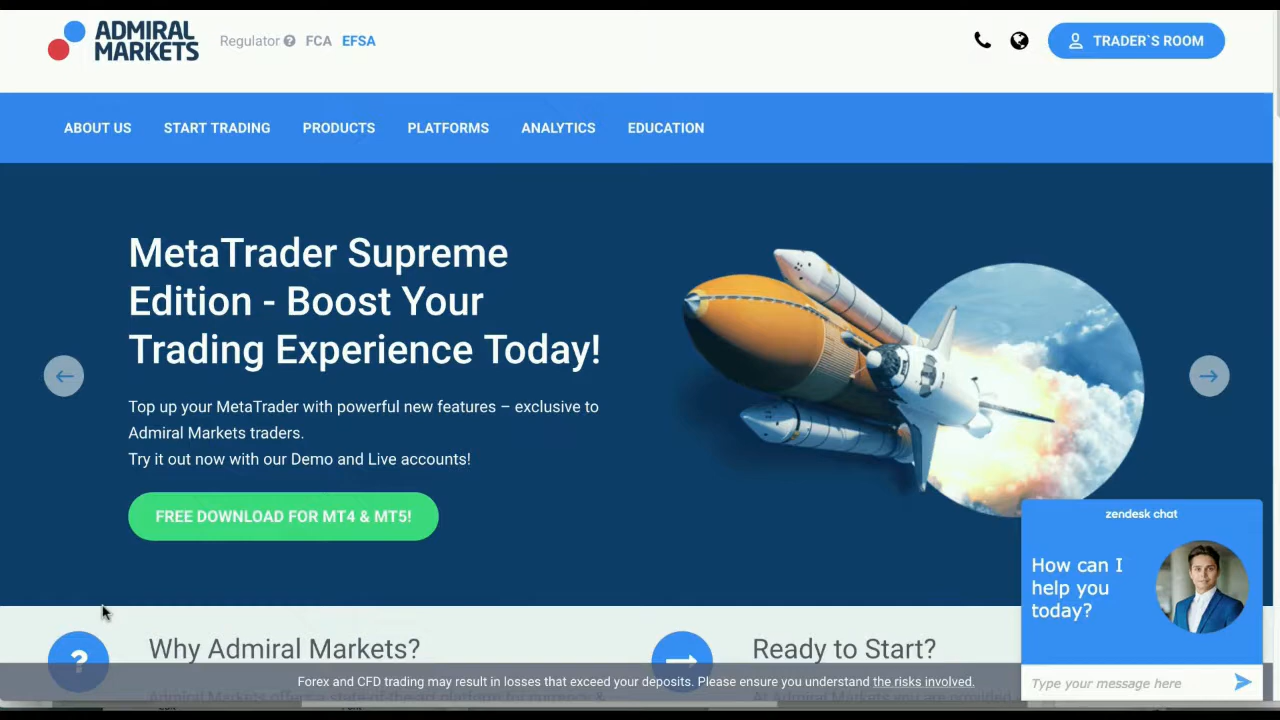 ADMIRAL
MARKETS
Regulator ? FCA EFSA
TRADER`S ROOM
ABOUT US START TRADING PRODUCTS PLATFORMS ANALYTICS EDUCATION
MetaTrader Supreme
Edition - Boost Your
Trading Experience Today!
Top up your MetaTrader with powerful new features – exclusive to
Admiral Markets traders.
Try it out now with our Demo and Live accounts!
FREE DOWNLOAD FOR MT4 & MT5!
zendesk chat
How can I
help you
today?
Type your message here
? Why Admiral Markets?
Ready to Start?
Forex and CFD trading may result in losses that exceed your deposits. Please ensure you understand the risks involved.